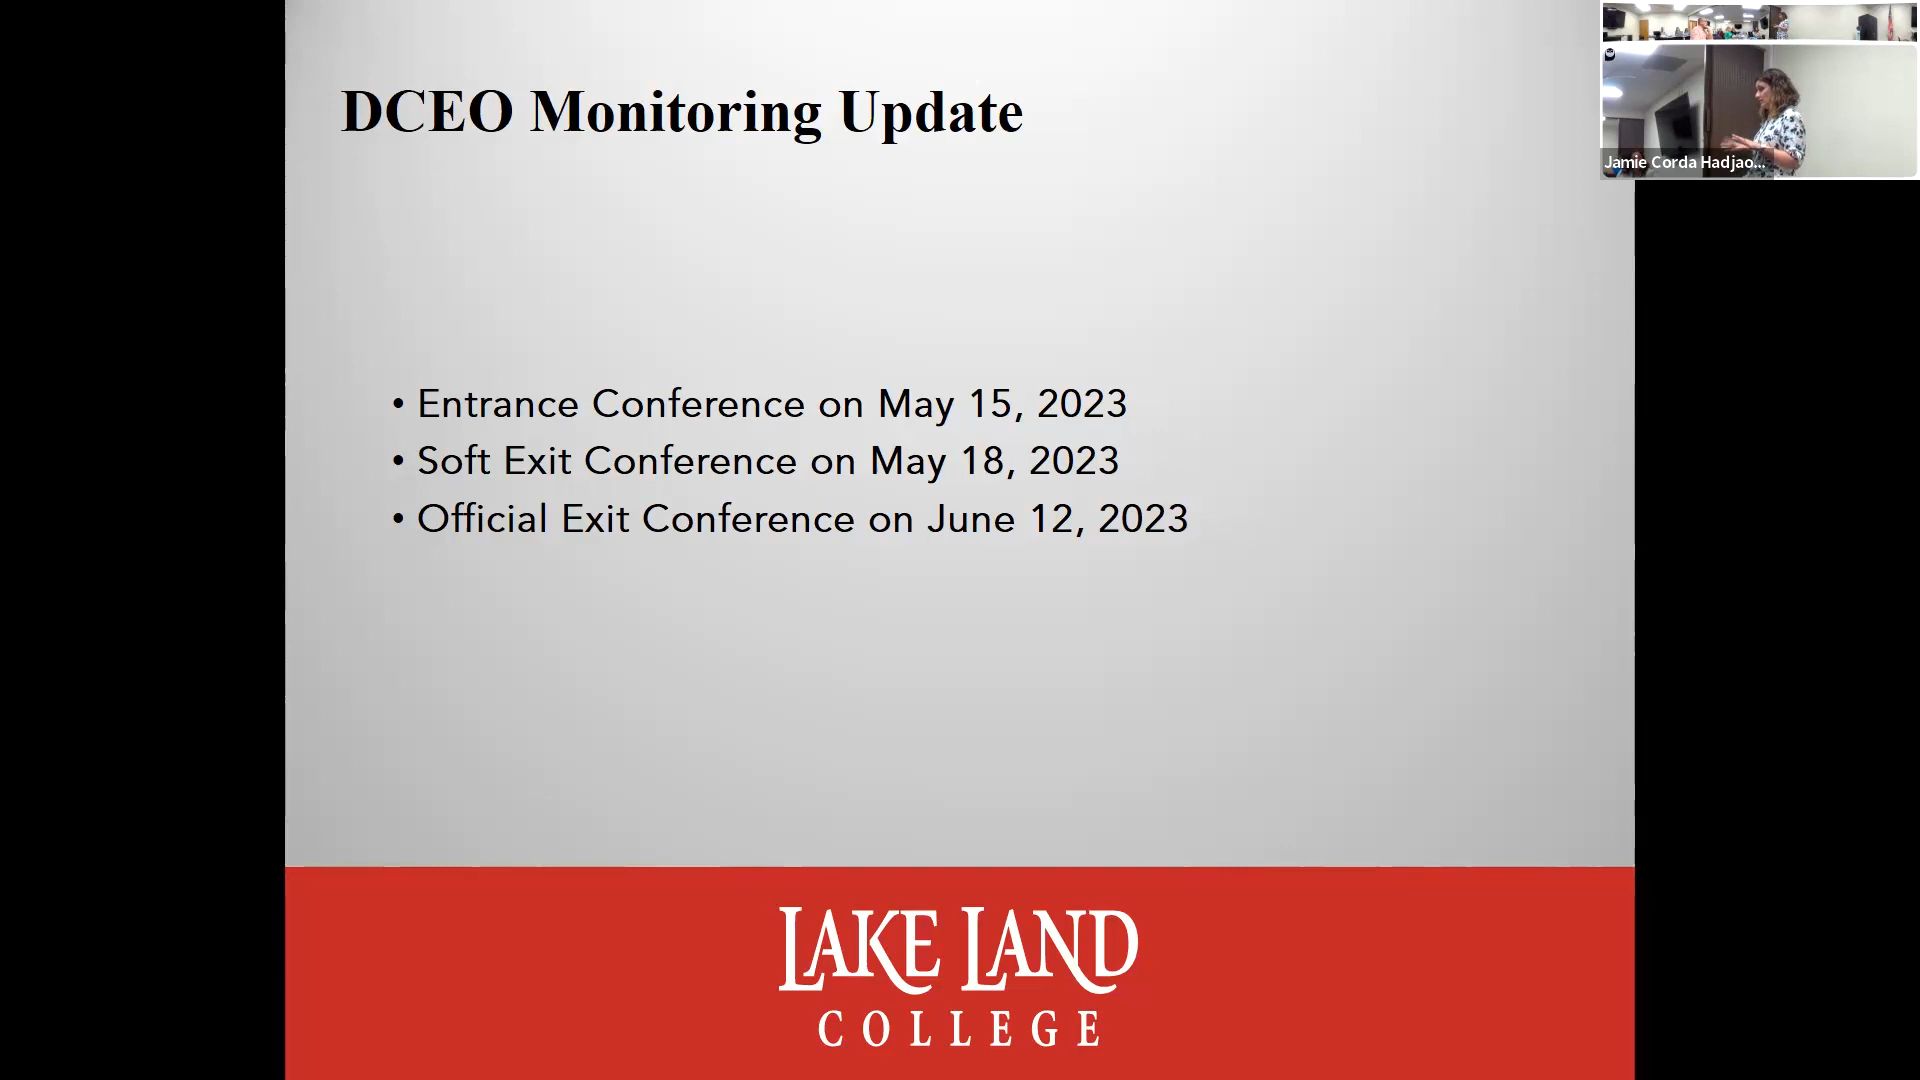 DCEO Monitoring Update
Jamie Corda Hadjao...
• Entrance Conference on May 15, 2023
• Soft Exit Conference on May 18, 2023
• Official Exit Conference on June 12, 2023
LAKE LAND
COLLEGE